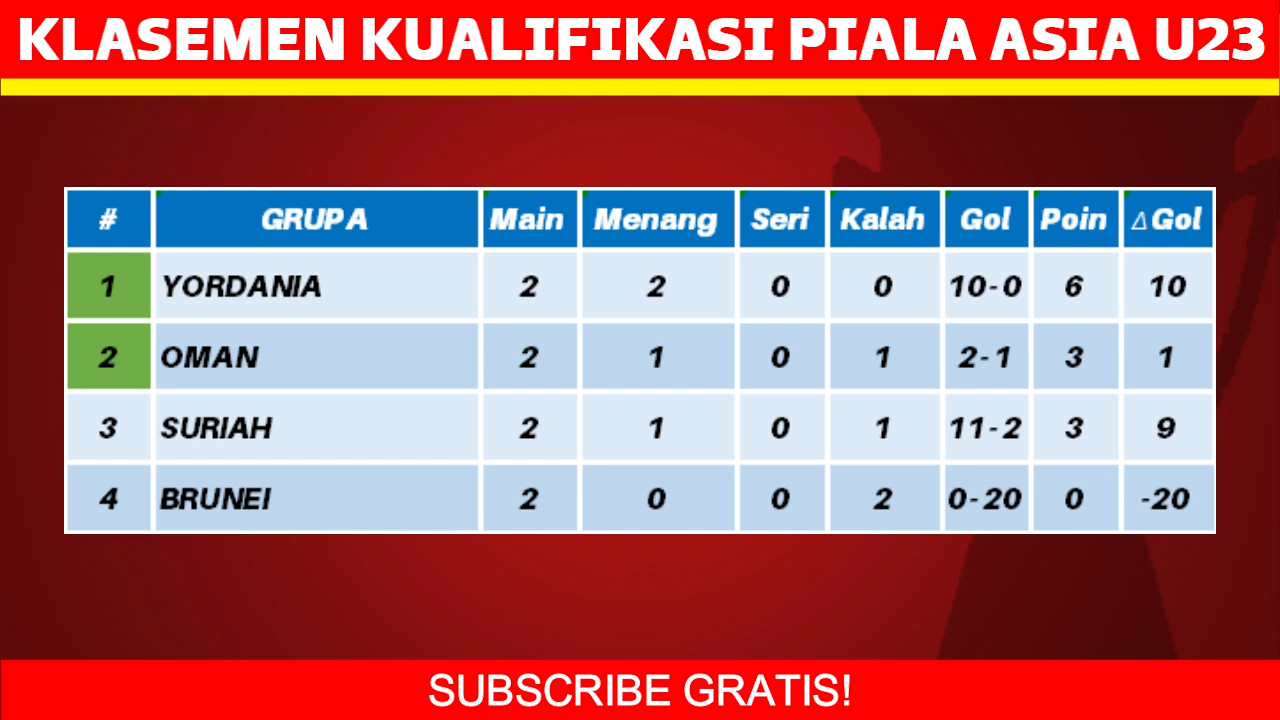 KLASEMEN KUALIFIKASI PIALA ASIA U23
# GRUP A Main Menang Seri Kalah Gol Poin △Gol
1 YORDANIA 2 2 0 0 10-0 6 10
2 OMAN 2 1 0 1 2-1 3 1
3 SURIAH 2 1 0 1 11-2 3 9
4 BRUNEI 2 0 0 2 0-20 0 -20
SUBSCRIBE GRATIS!